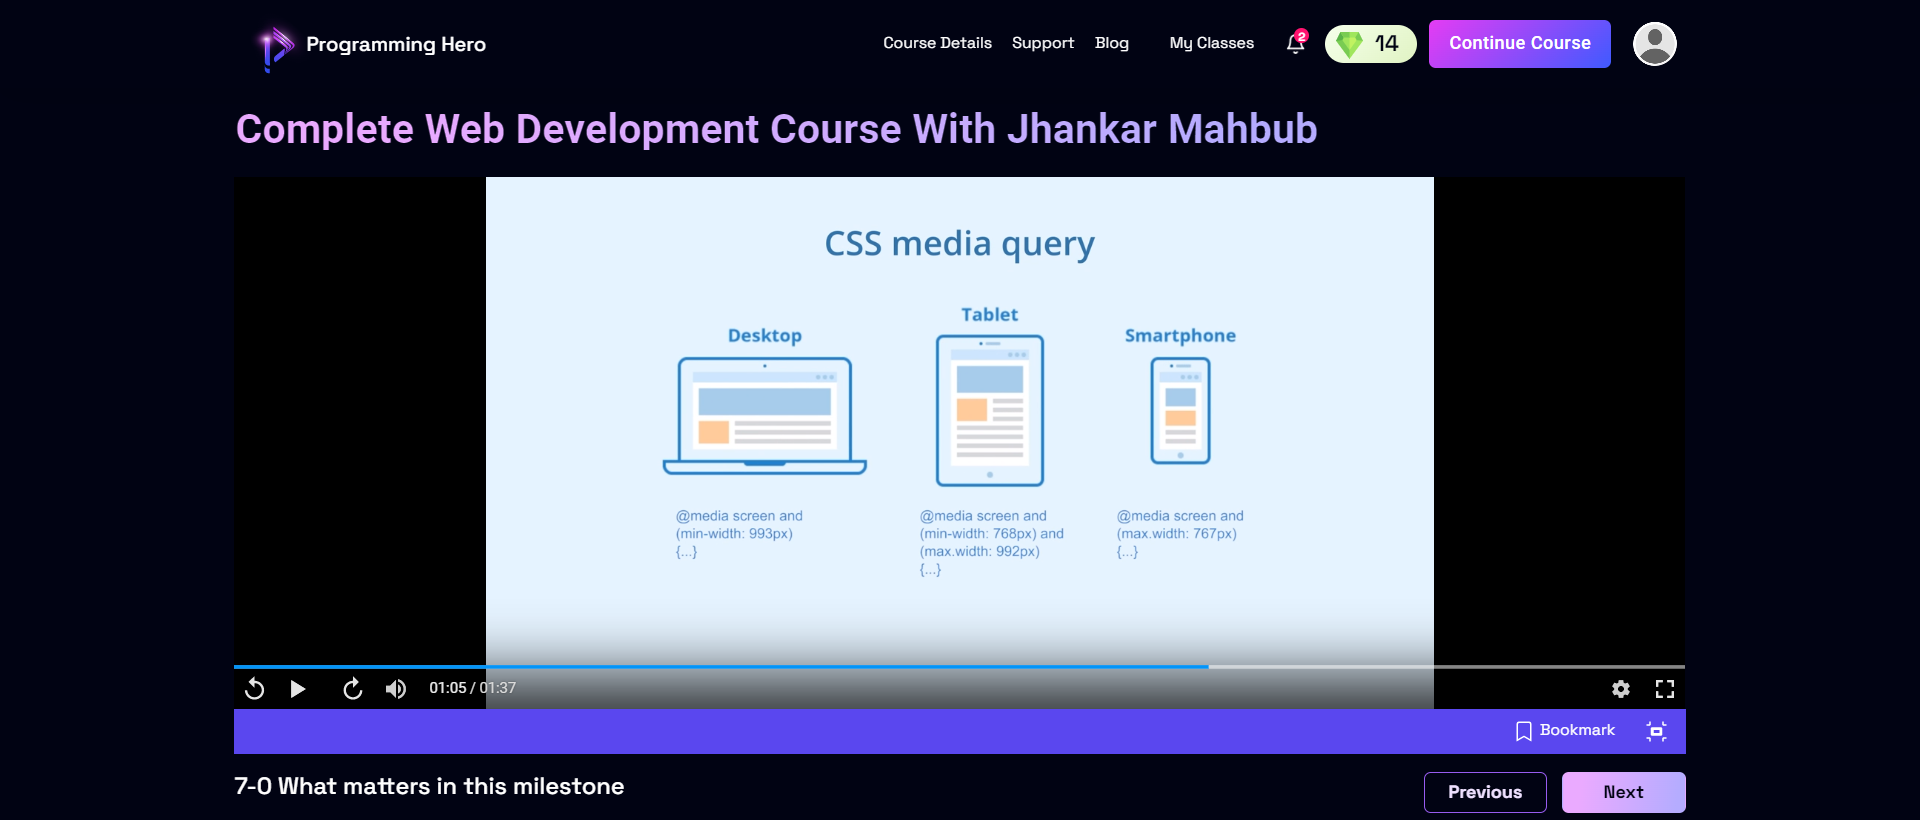 Programming Hero
Course Details Support Blog My Classes 2 14 Continue Course
Complete Web Development Course With Jhankar Mahbub
CSS media query
Desktop
Tablet
Smartphone
@media screen and
(min-width: 993px)
{...}
@media screen and
(min-width: 768px) and
(max.width: 992px)
{...}
@media screen and
(max.width: 767px)
{...}
01:05 / 01:37
Bookmark
7-0 What matters in this milestone
Previous Next